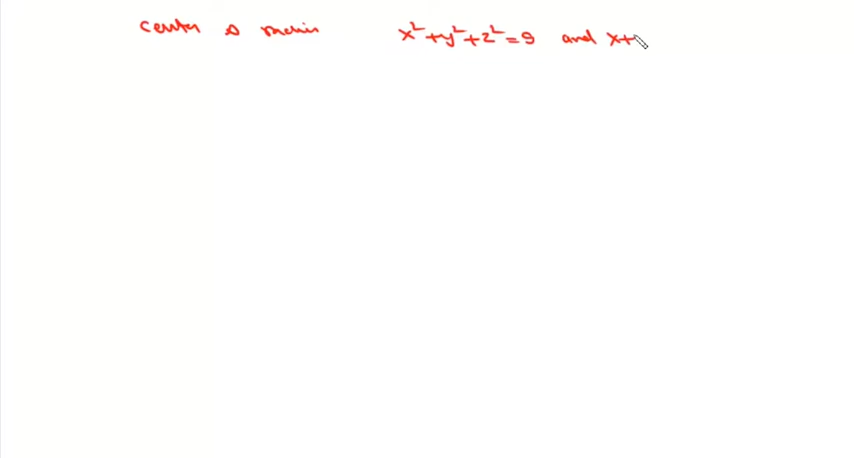 center & radius x² + y² + z² = 9 and x+